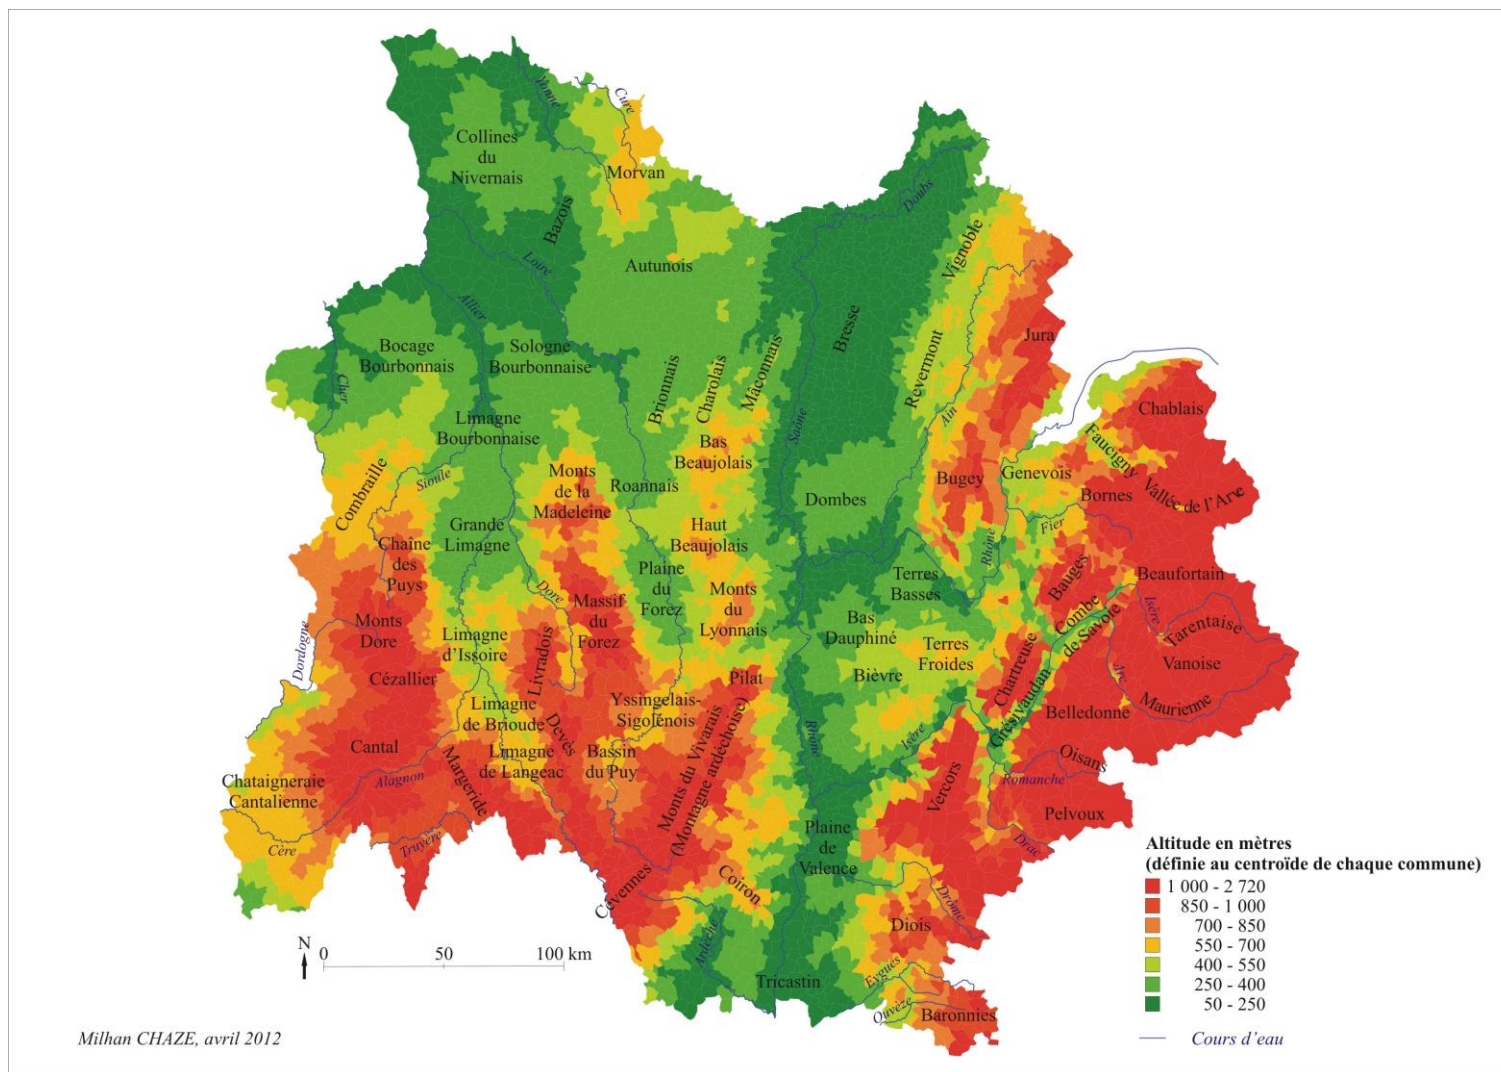 Yonne
Cure
Collines
du
Nivernais
Morvan
Doubs
Bazois
Vignoble
Loire
Autunois
Allier
Bresse
Jura
Bocage
Bourbonnais
Sologne
Bourbonnaise
Cher
Brionnais
Charolais
Mâconnais
Revermont
Ain
Saône
Chablais
Limagne
Bourbonnaise
Bas
Beaujolais
Faucigny
Combraille
Sioule
Monts
de la
Madeleine
Roannais
Dombes
Bugey
Genevois
Bornes
Vallée de l'Arve
Grande
Limagne
Haut
Beaujolais
Fier
Rhône
Chaîne
des
Puys
Plaine
du
Forez
Terres
Basses
Bauges
Beaufortain
Dore
Monts
Dore
Massif
du
Forez
Monts
du
Lyonnais
Bas
Dauphiné
Combe
de Savoie
Isère
Tarentaise
Dordogne
Limagne
d'Issoire
Livradois
Terres
Froides
Chartreuse
Vanoise
Cézallier
Pilat
Bièvre
Arc
Maurienne
Limagne
de Brioude
Devès
Yssingelais-
Sigolénois
Belledonne
Grésivaudan
Isère
Rhône
Cantal
Limagne
de Langeac
Bassin
du Puy
Monts du Vivarais
(Montagne ardéchoise)
Oisans
Romanche
Chataigneraie
Cantalienne
Alagnon
Margeride
Vercors
Pelvoux
Cère
Truyère
Plaine
de
Valence
Drac
Cévennes
Coiron
Drôme
Diois
Ardèche
Tricastin
Eygues
Ouvèze
Baronnies
Altitude en mètres
(définie au centroïde de chaque commune)
1 000 - 2 720
850 - 1 000
700 - 850
550 - 700
400 - 550
250 - 400
50 - 250
Cours d'eau
N
0 50 100 km
Milhan CHAZE, avril 2012